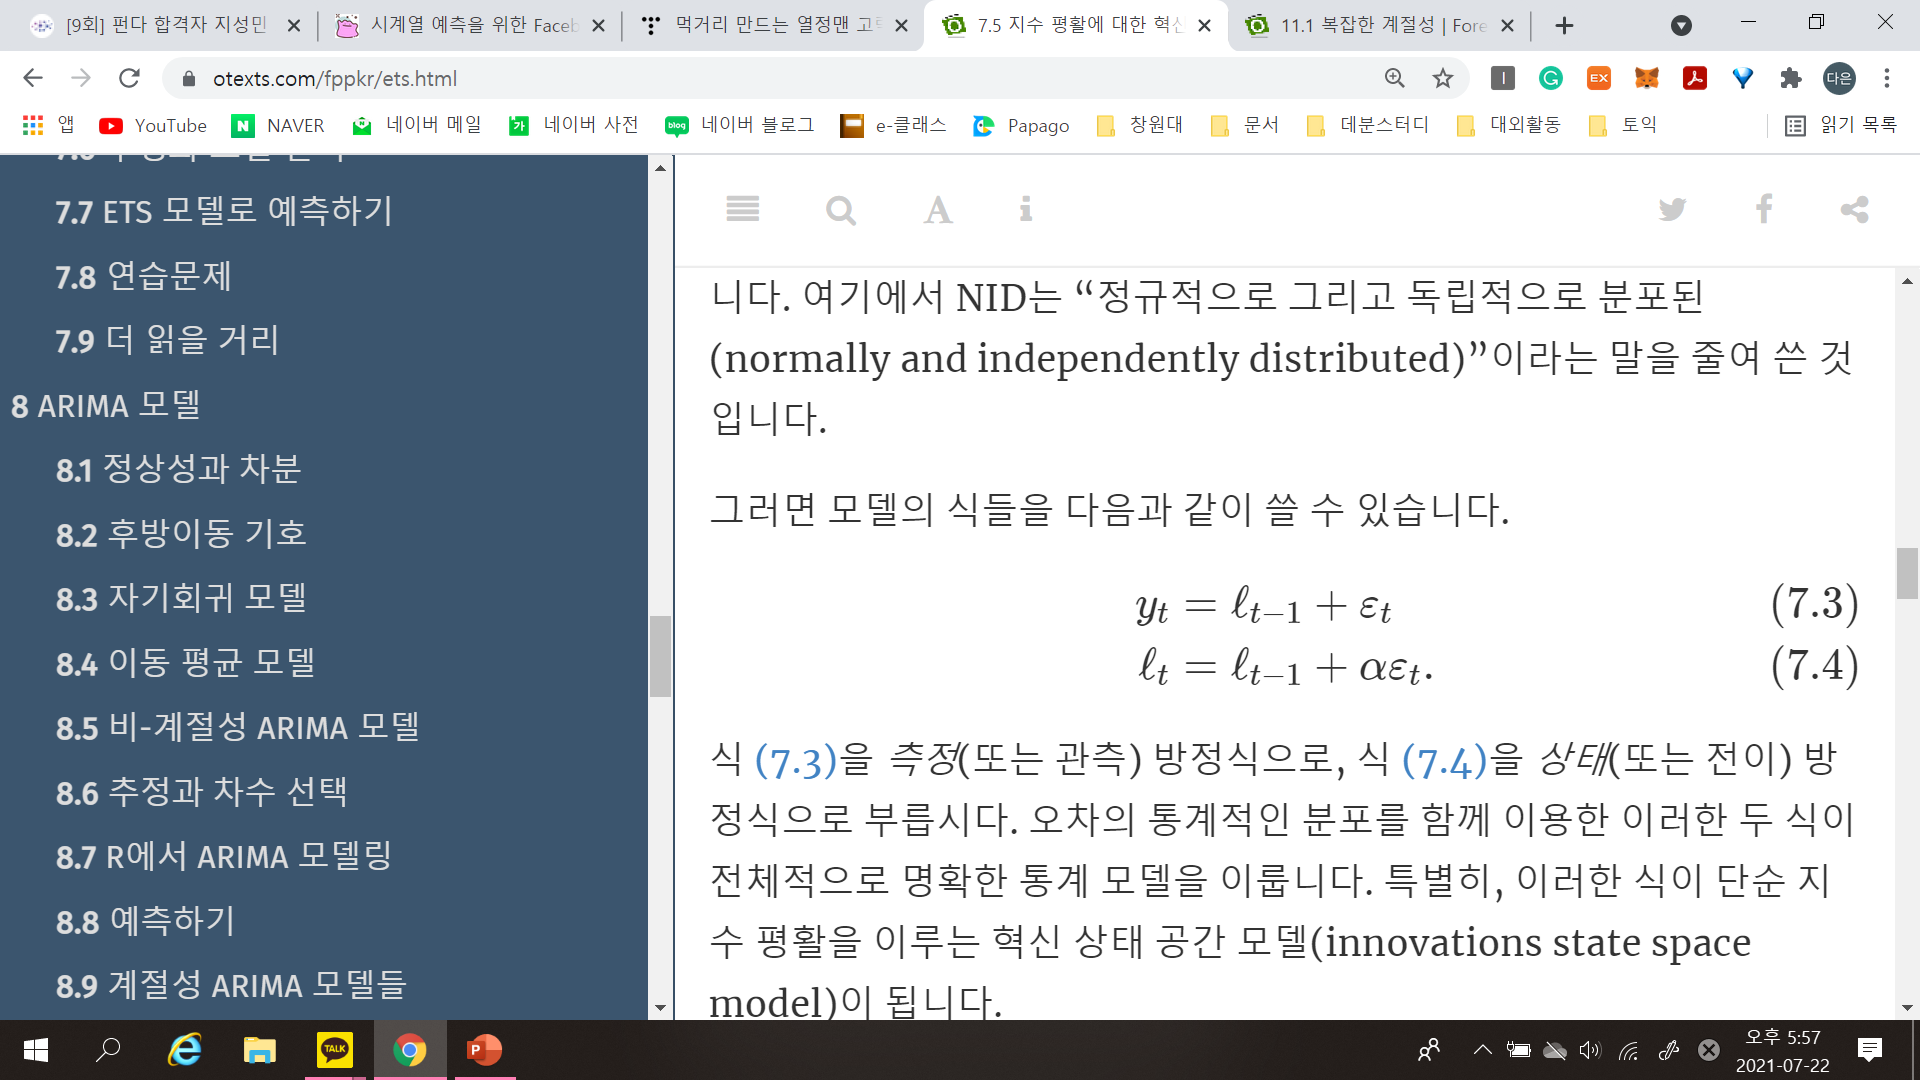 [9회] 펀다 합격자 지성민
시계열 예측을 위한 Faceb
먹거리 만드는 열정맨 고륵
7.5 지수 평활에 대한 혁신
11.1 복잡한 계절성 | Fore
otexts.com/fppkr/ets.html
다은
앱 YouTube NAVER 네이버 메일 네이버 사전 네이버 블로그 e-클래스 Papago 창원대 문서 데분스터디 대외활동 토익 읽기 목록
7.7 ETS 모델로 예측하기
7.8 연습문제
7.9 더 읽을 거리
8 ARIMA 모델
8.1 정상성과 차분
8.2 후방이동 기호
8.3 자기회귀 모델
8.4 이동 평균 모델
8.5 비-계절성 ARIMA 모델
8.6 추정과 차수 선택
8.7 R에서 ARIMA 모델링
8.8 예측하기
8.9 계절성 ARIMA 모델들
니다. 여기에서 NID는 “정규적으로 그리고 독립적으로 분포된
(normally and independently distributed)”이라는 말을 줄여 쓴 것
입니다.
그러면 모델의 식들을 다음과 같이 쓸 수 있습니다.
yₜ = ℓₜ₋₁ + εₜ (7.3)
ℓₜ = ℓₜ₋₁ + αεₜ. (7.4)
식 (7.3)을 측정(또는 관측) 방정식으로, 식 (7.4)을 상태(또는 전이) 방
정식으로 부릅시다. 오차의 통계적인 분포를 함께 이용한 이러한 두 식이
전체적으로 명확한 통계 모델을 이룹니다. 특별히, 이러한 식이 단순 지
수 평활을 이루는 혁신 상태 공간 모델(innovations state space
model)이 됩니다.
TALK
오후 5:57
2021-07-22